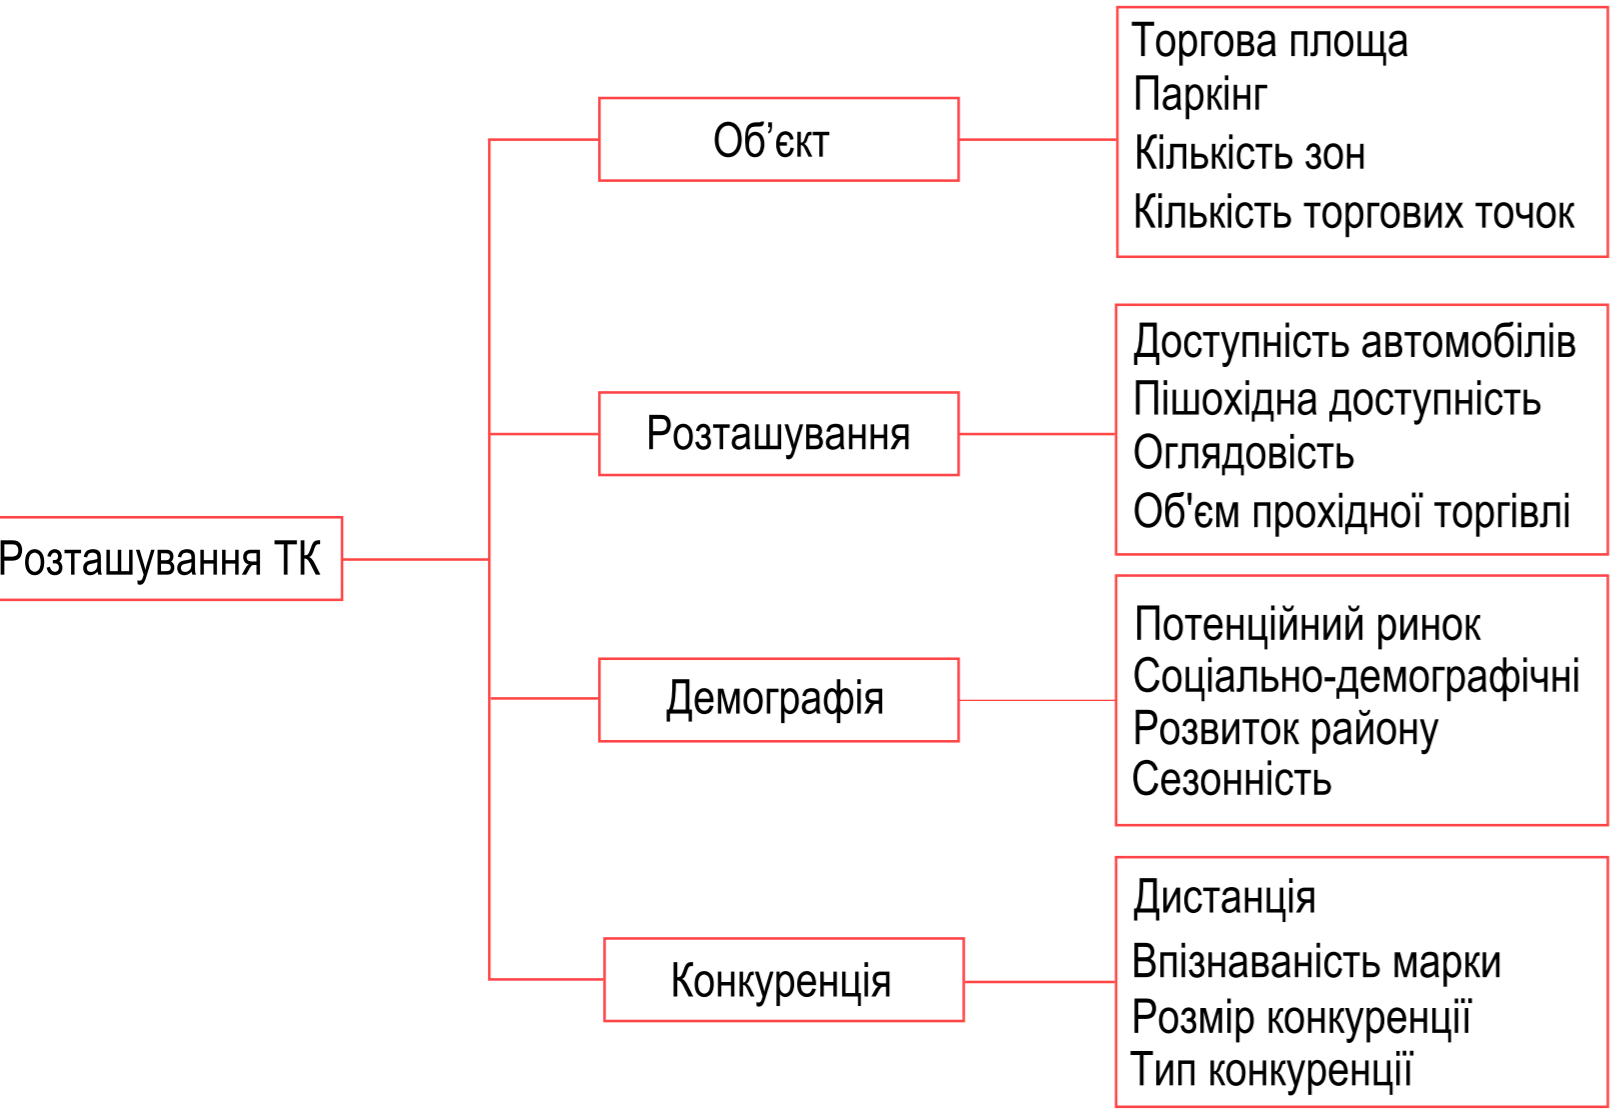 Розташування ТК
Об’єкт
Торгова площа
Паркінг
Кількість зон
Кількість торгових точок
Розташування
Доступність автомобілів
Пішохідна доступність
Оглядовість
Об'єм прохідної торгівлі
Демографія
Потенційний ринок
Соціально-демографічні
Розвиток району
Сезонність
Конкуренція
Дистанція
Впізнаваність марки
Розмір конкуренції
Тип конкуренції